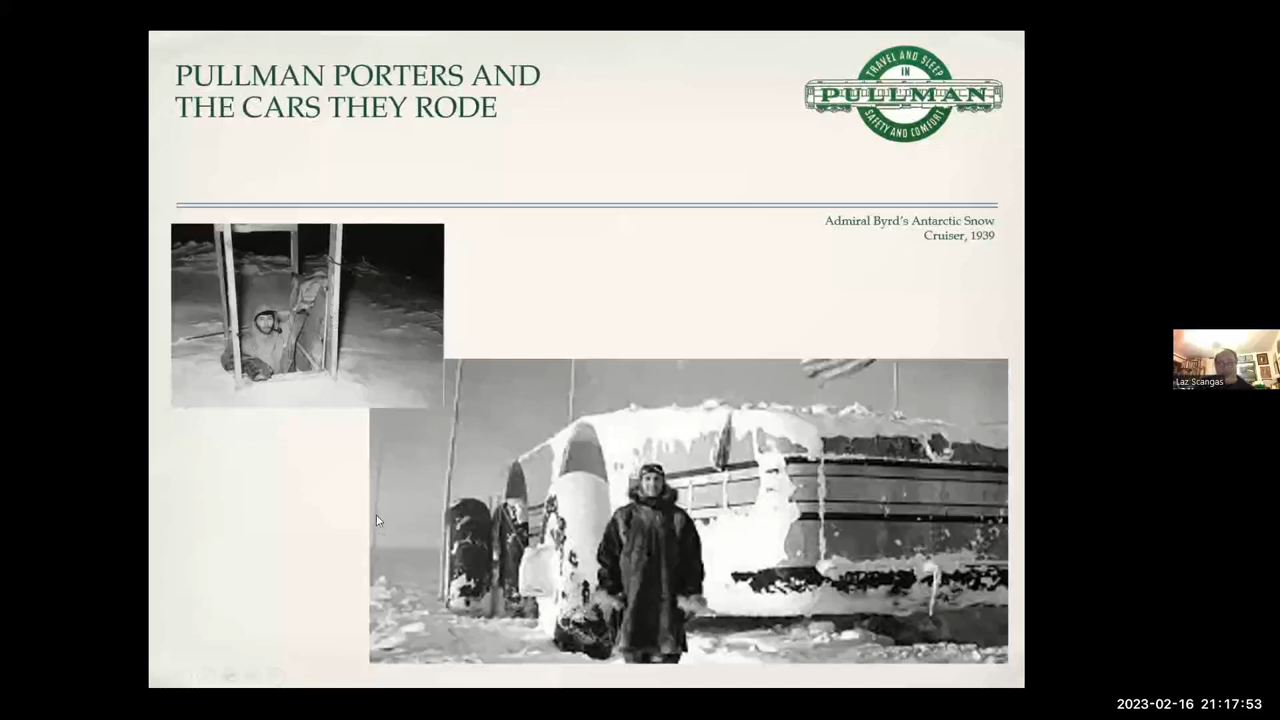 PULLMAN PORTERS AND
THE CARS THEY RODE
TRAVEL AND SLEEP
IN
PULLMAN
SAFETY AND COMFORT
Admiral Byrd's Antarctic Snow
Cruiser, 1939
Laz Scangas
2023-02-16 21:17:53